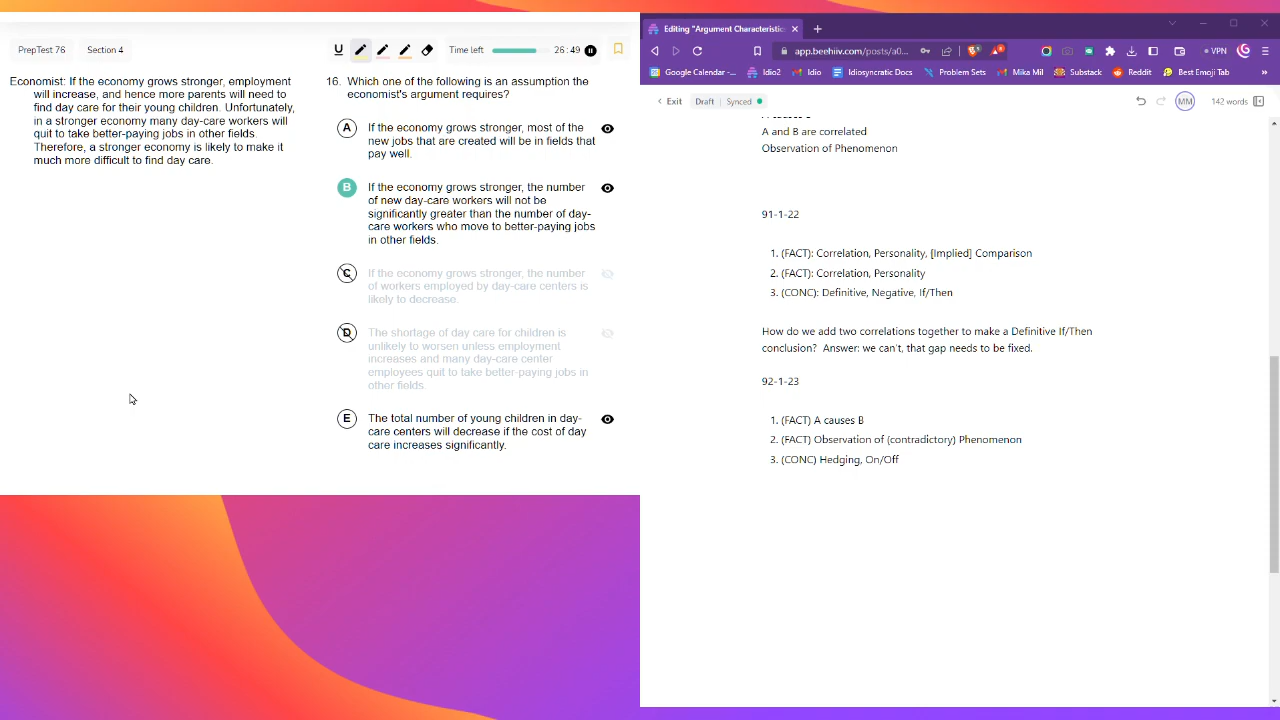 PrepTest 76
Section 4
Time left
26 : 49
Economist: If the economy grows stronger, employment
will increase, and hence more parents will need to
find day care for their young children. Unfortunately,
in a stronger economy many day-care workers will
quit to take better-paying jobs in other fields.
Therefore, a stronger economy is likely to make it
much more difficult to find day care.
16. Which one of the following is an assumption the
economist's argument requires?
A If the economy grows stronger, most of the
new jobs that are created will be in fields that
pay well.
B If the economy grows stronger, the number
of new day-care workers will not be
significantly greater than the number of day-
care workers who move to better-paying jobs
in other fields.
C If the economy grows stronger, the number
of workers employed by day-care centers is
likely to decrease.
D The shortage of day care for children is
unlikely to worsen unless employment
increases and many day-care center
employees quit to take better-paying jobs in
other fields.
E The total number of young children in day-
care centers will decrease if the cost of day
care increases significantly.
Editing "Argument Characteristic
app.beehiiv.com/posts/a0...
VPN
Google Calendar -...
Idio2
Idio
Idiosyncratic Docs
Problem Sets
Mika Mil
Substack
Reddit
Best Emoji Tab
Exit
Draft
Synced
MM
142 words
A and B are correlated
Observation of Phenomenon
91-1-22
1. (FACT): Correlation, Personality, [Implied] Comparison
2. (FACT): Correlation, Personality
3. (CONC): Definitive, Negative, If/Then
How do we add two correlations together to make a Definitive If/Then
conclusion? Answer: we can't, that gap needs to be fixed.
92-1-23
1. (FACT) A causes B
2. (FACT) Observation of (contradictory) Phenomenon
3. (CONC) Hedging, On/Off